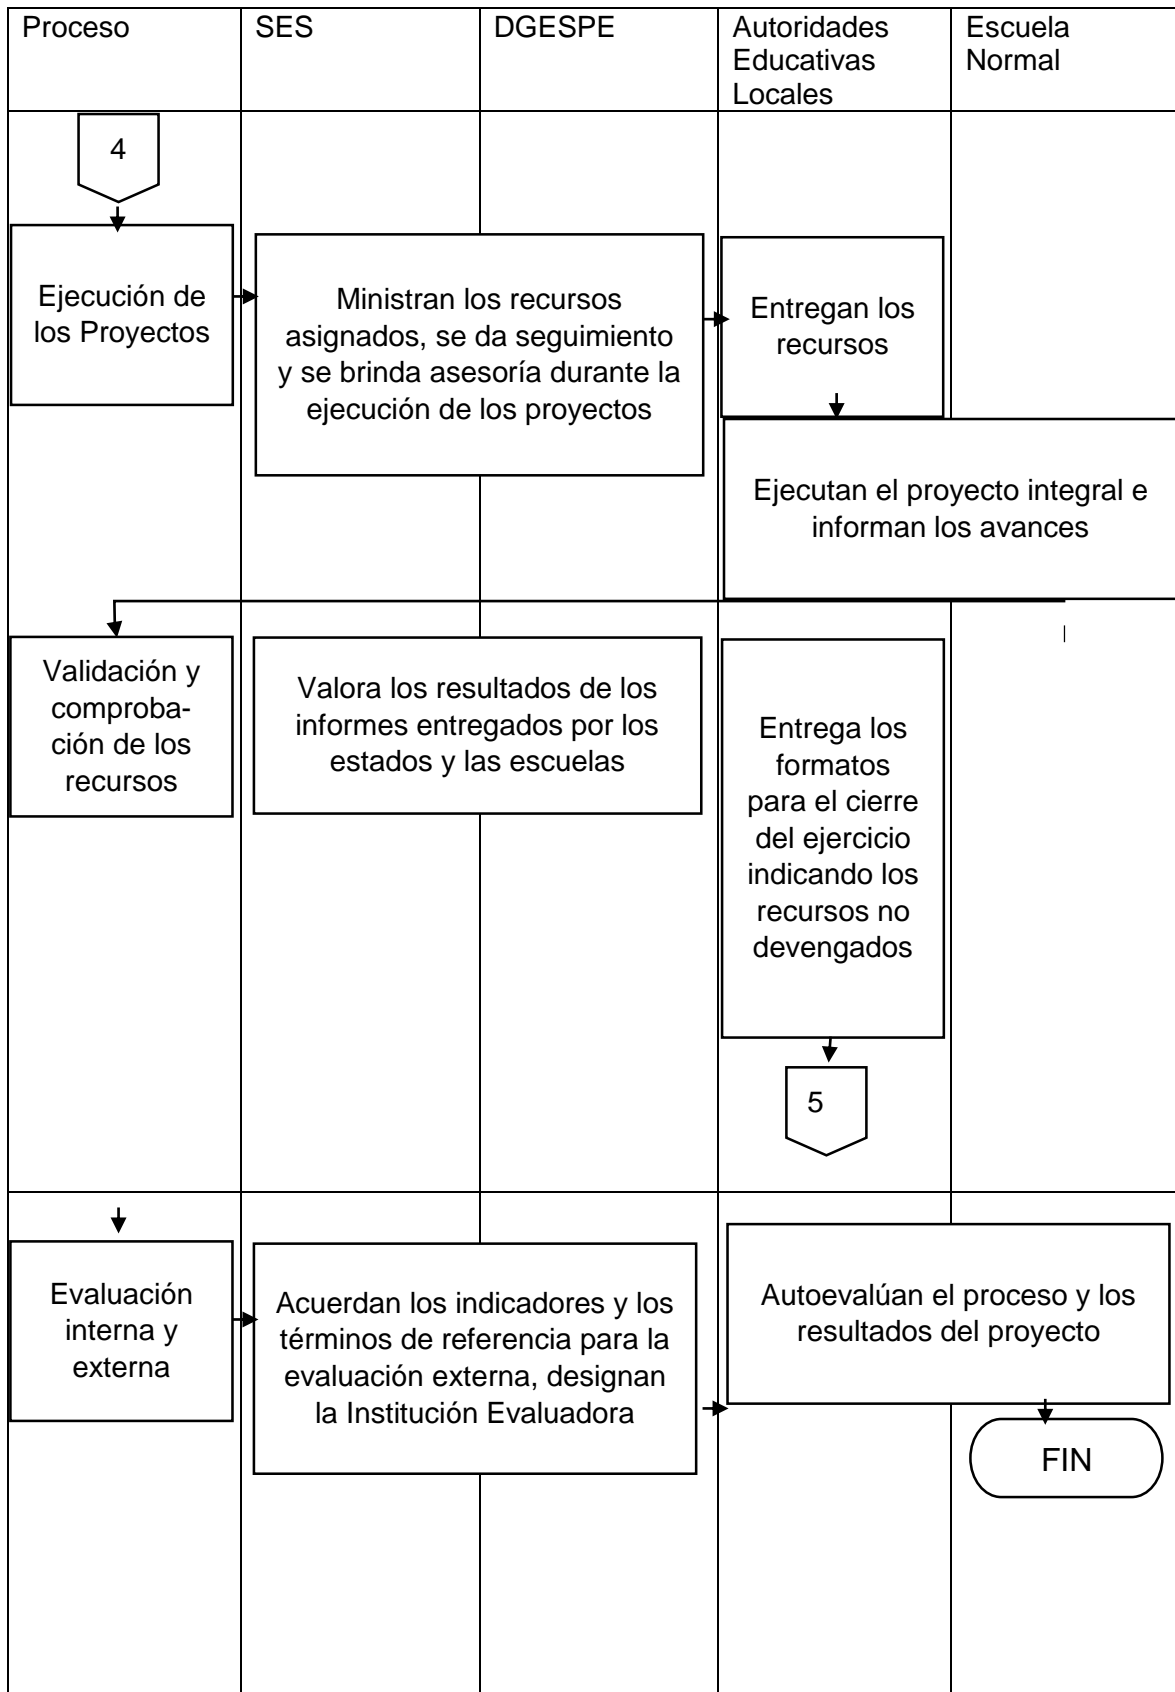 Proceso
SES
DGESPE
Autoridades
Educativas
Locales
Escuela
Normal
4
Ejecución de
los Proyectos
Ministran los recursos
asignados, se da seguimiento
y se brinda asesoría durante la
ejecución de los proyectos
Entregan los
recursos
Ejecutan el proyecto integral e
informan los avances
Validación y
comproba-
ción de los
recursos
Valora los resultados de los
informes entregados por los
estados y las escuelas
Entrega los
formatos
para el cierre
del ejercicio
indicando los
recursos no
devengados
5
Evaluación
interna y
externa
Acuerdan los indicadores y los
términos de referencia para la
evaluación externa, designan
la Institución Evaluadora
Autoevalúan el proceso y los
resultados del proyecto
FIN